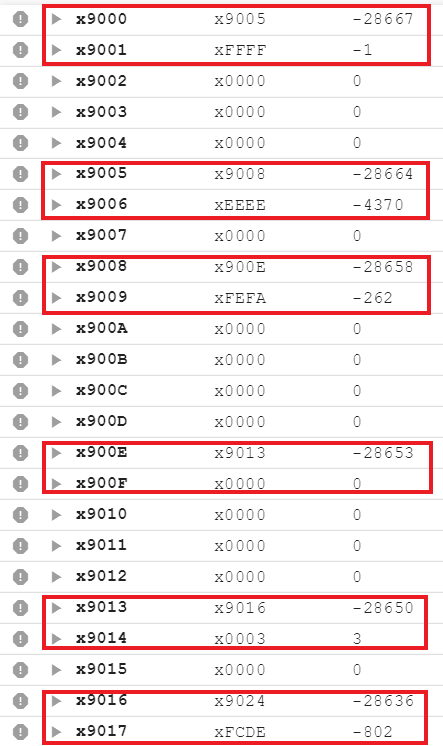 x9000 x9005 -28667
x9001 xFFFF -1
x9002 x0000 0
x9003 x0000 0
x9004 x0000 0
x9005 x9008 -28664
x9006 xEEEE -4370
x9007 x0000 0
x9008 x900E -28658
x9009 xFEFA -262
x900A x0000 0
x900B x0000 0
x900C x0000 0
x900D x0000 0
x900E x9013 -28653
x900F x0000 0
x9010 x0000 0
x9011 x0000 0
x9012 x0000 0
x9013 x9016 -28650
x9014 x0003 3
x9015 x0000 0
x9016 x9024 -28636
x9017 xFCDE -802